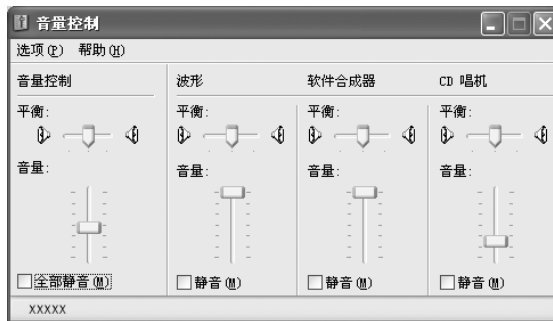 音量控制
选项(P) 帮助(H)
音量控制 波形 软件合成器 CD 唱机
平衡: 平衡: 平衡: 平衡:
音量: 音量: 音量: 音量:
全部静音(M) 静音(M) 静音(M) 静音(M)
XXXXX